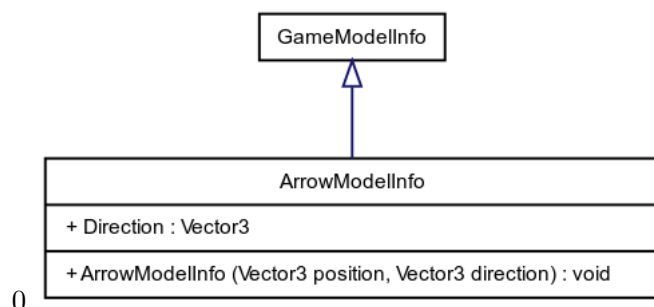 GameModelInfo
ArrowModelInfo
+ Direction : Vector3
+ArrowModelInfo (Vector3 position, Vector3 direction) : void
0